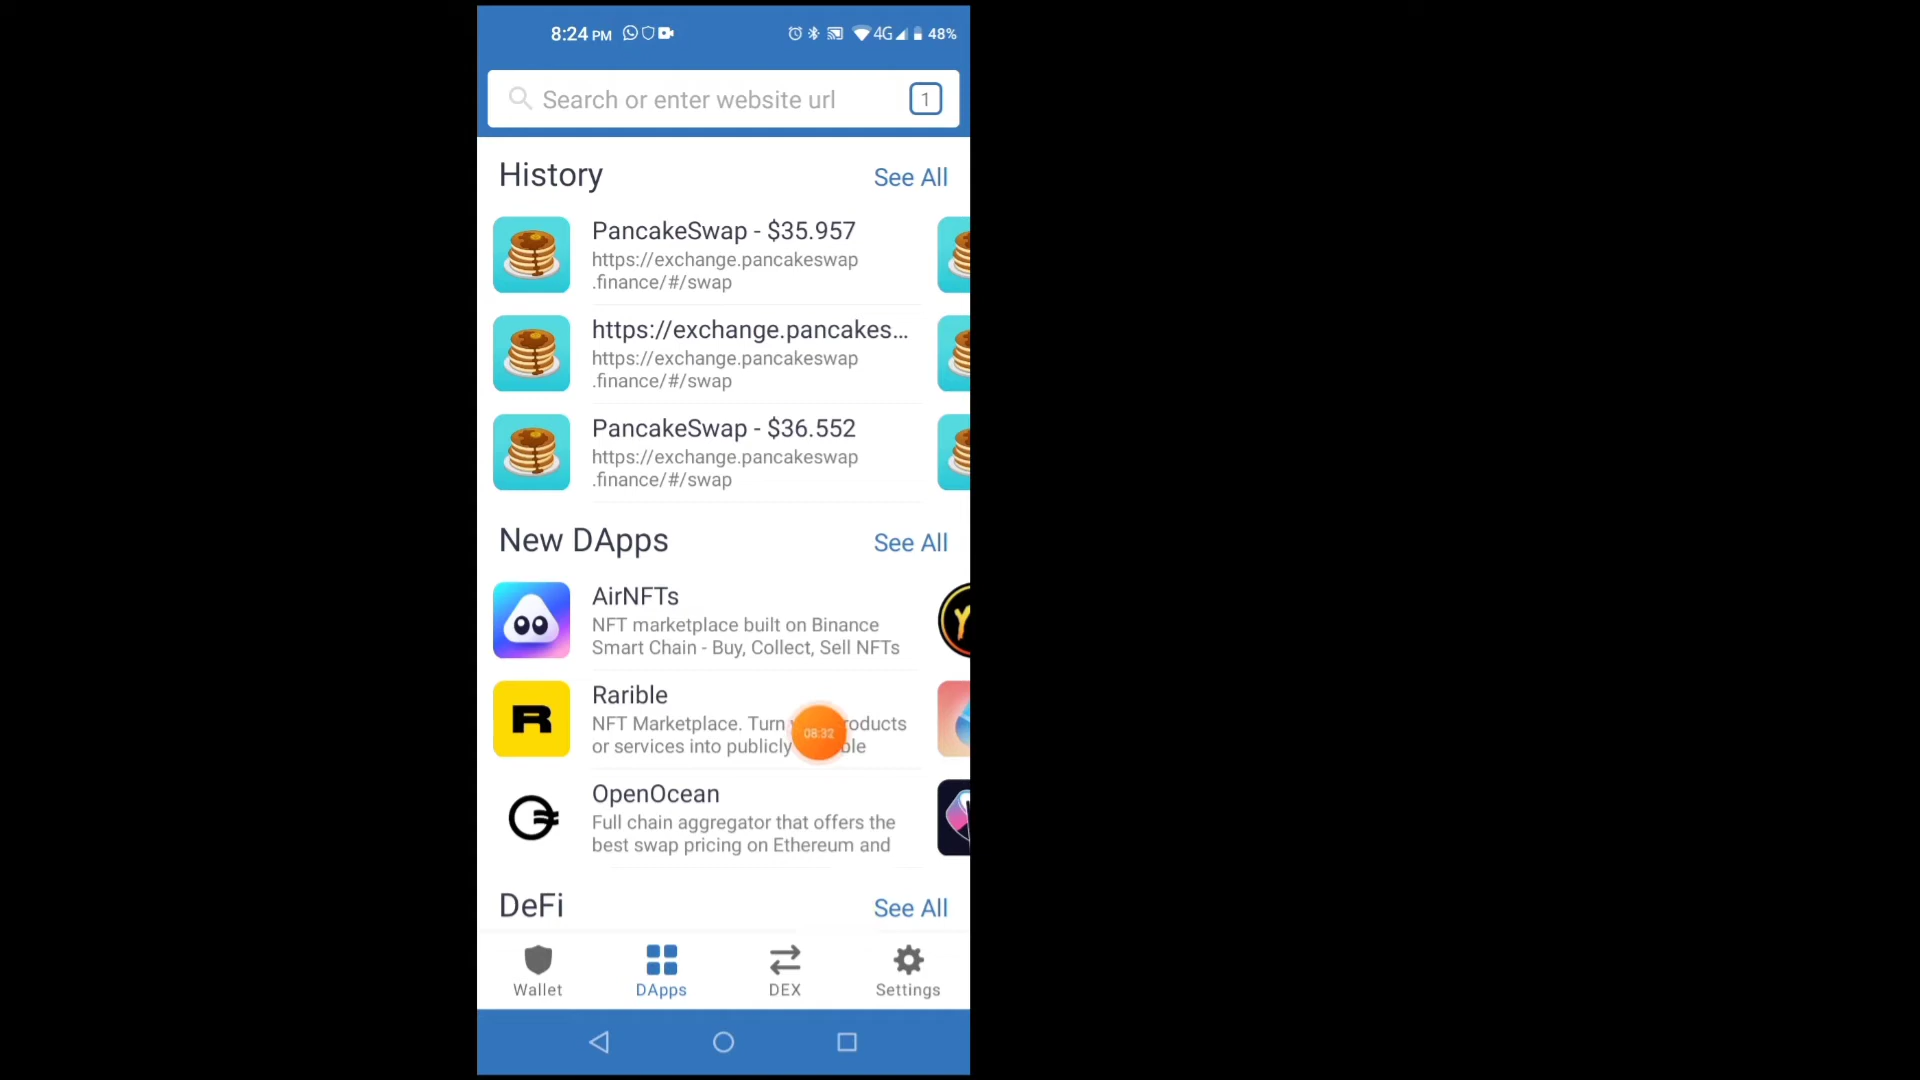 8:24 PM 4G 48%
Search or enter website url 1
History See All
PancakeSwap - $35.957
https://exchange.pancakeswap
.finance/#/swap
https://exchange.pancakes...
https://exchange.pancakeswap
.finance/#/swap
PancakeSwap - $36.552
https://exchange.pancakeswap
.finance/#/swap
New DApps See All
AirNFTs
NFT marketplace built on Binance
Smart Chain - Buy, Collect, Sell NFTs
R
Rarible
NFT Marketplace. Turn
or services into publicly
08:32
OpenOcean
Full chain aggregator that offers the
best swap pricing on Ethereum and
DeFi See All
Wallet DApps DEX Settings